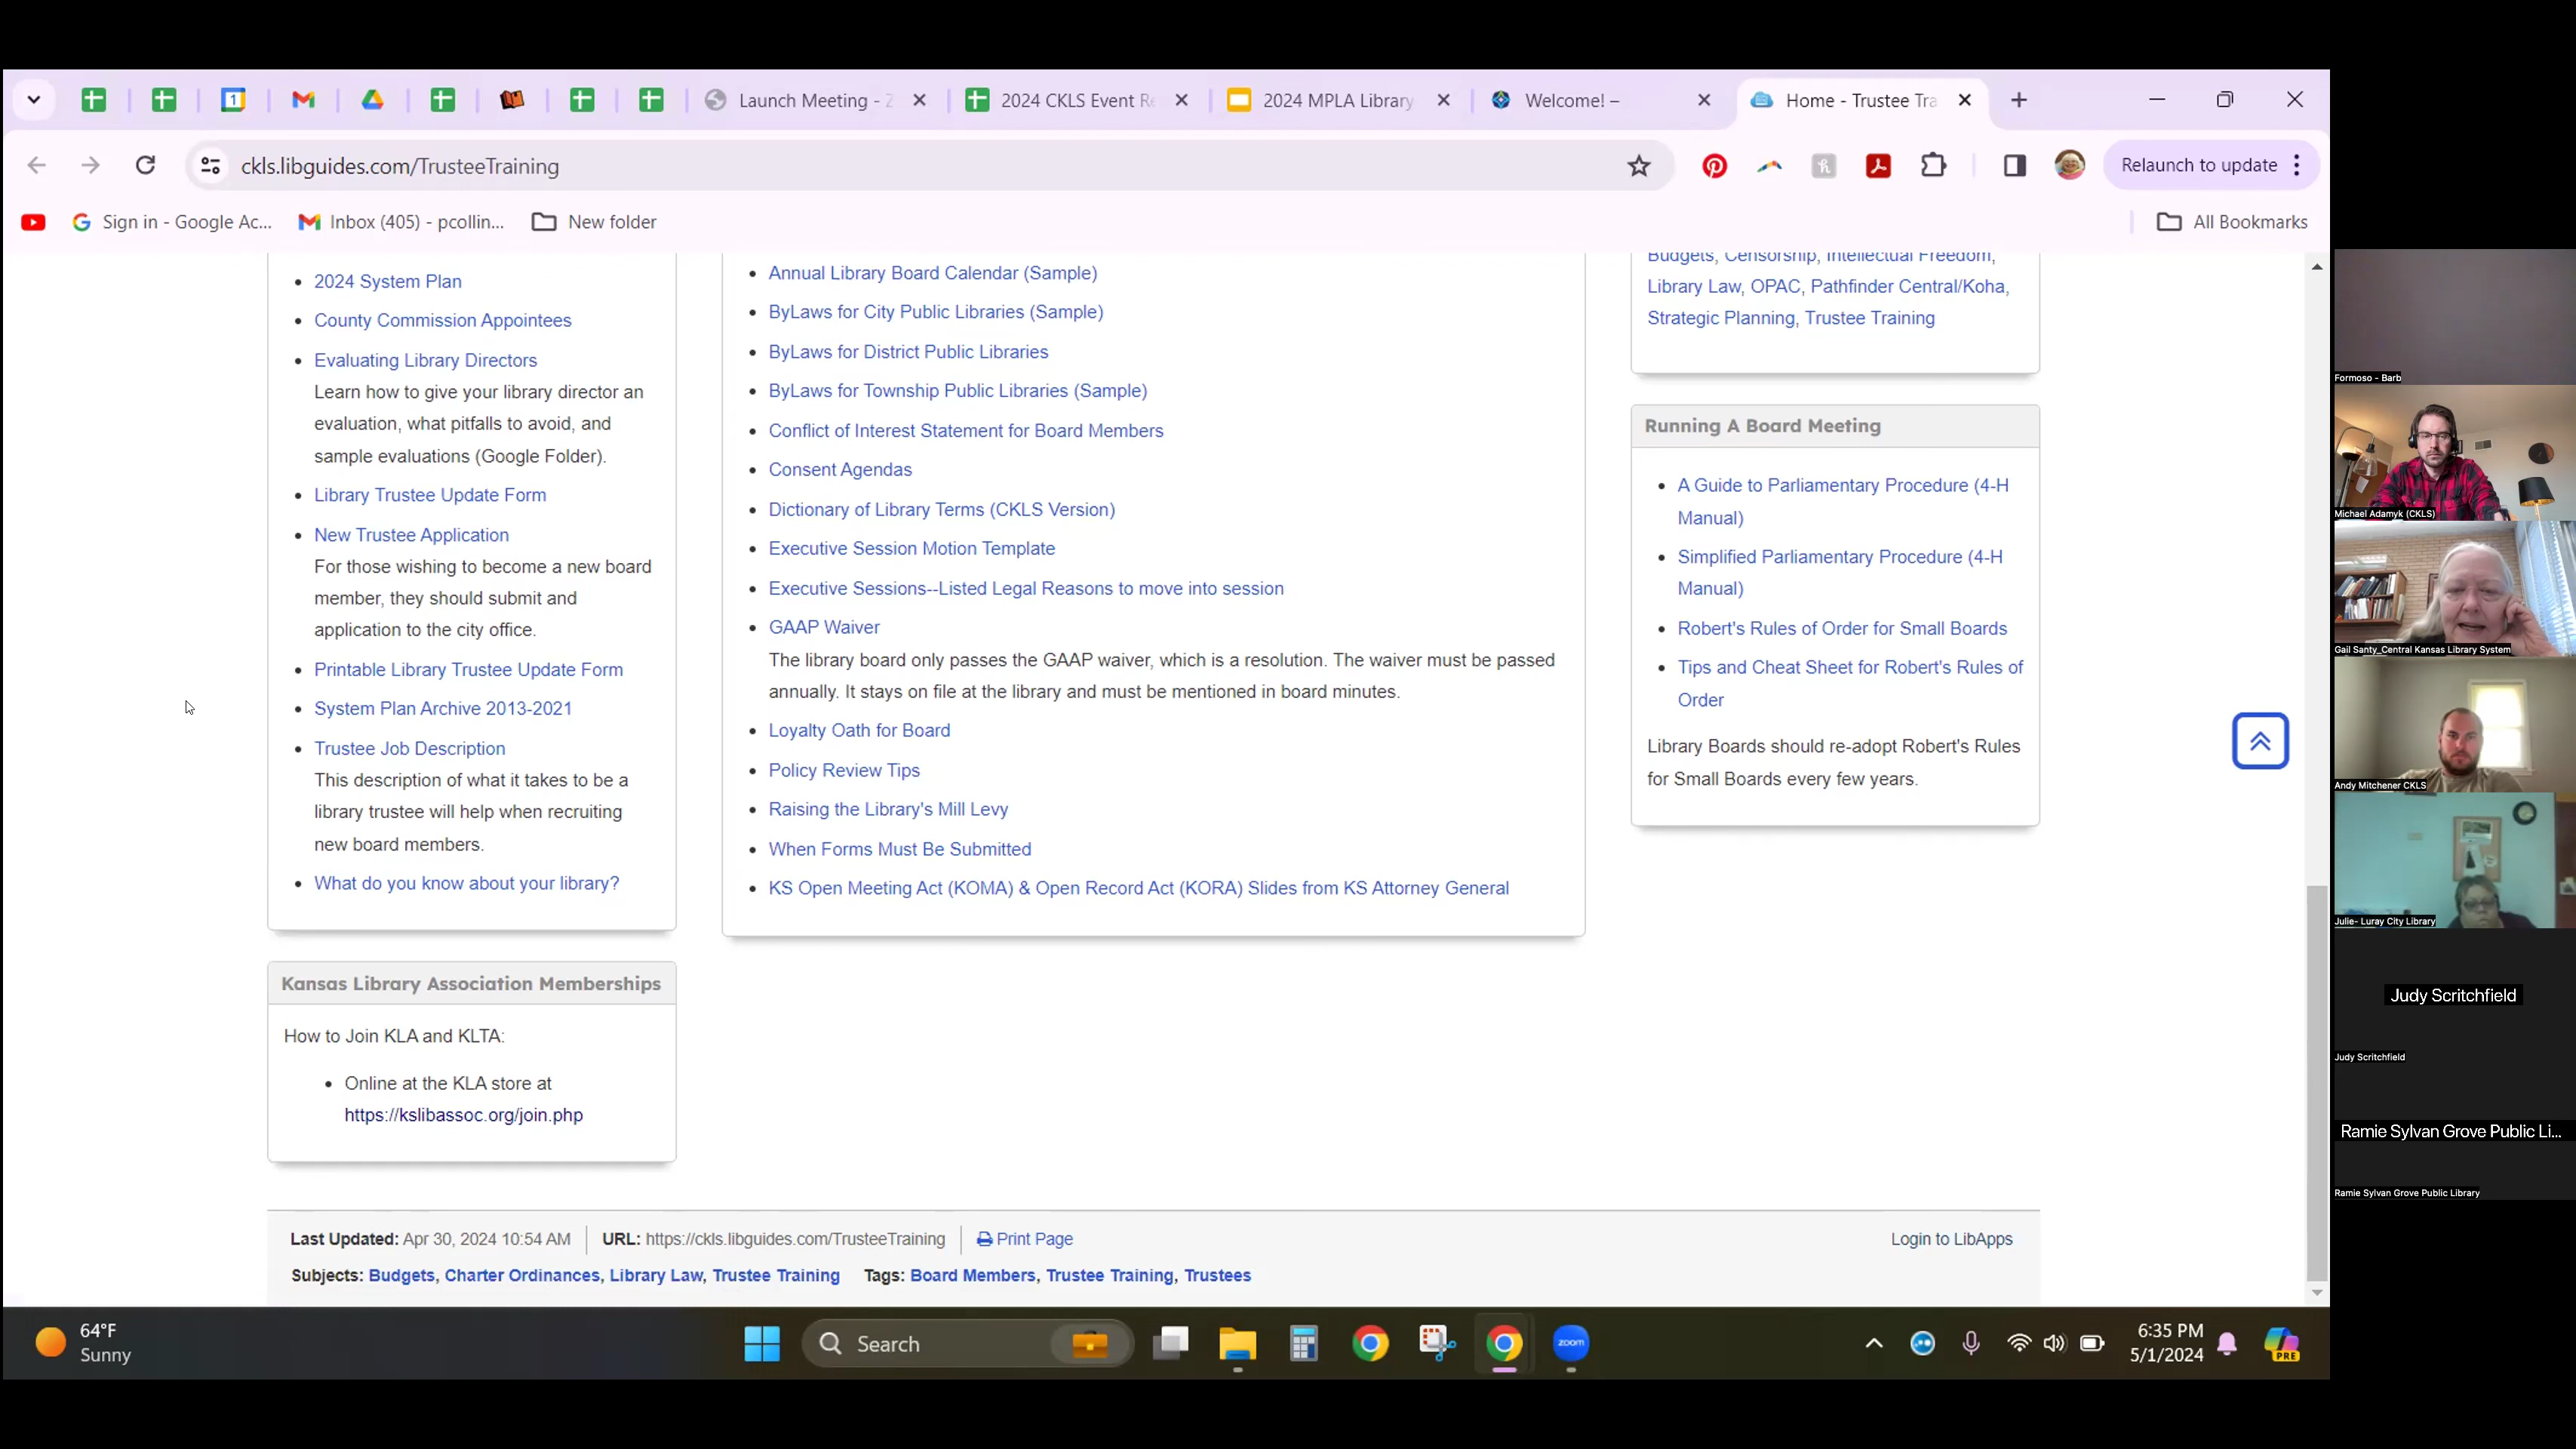 Launch Meeting - Z
2024 CKLS Event Re
2024 MPLA Library
Welcome! –
Home - Trustee Tra
ckls.libguides.com/TrusteeTraining
Relaunch to update
Sign in - Google Ac...
Inbox (405) - pcollin...
New folder
All Bookmarks
2024 System Plan
County Commission Appointees
Evaluating Library Directors
Learn how to give your library director an
evaluation, what pitfalls to avoid, and
sample evaluations (Google Folder).
Library Trustee Update Form
New Trustee Application
For those wishing to become a new board
member, they should submit and
application to the city office.
Printable Library Trustee Update Form
System Plan Archive 2013-2021
Trustee Job Description
This description of what it takes to be a
library trustee will help when recruiting
new board members.
What do you know about your library?
Kansas Library Association Memberships
How to Join KLA and KLTA:
Online at the KLA store at
https://kslibassoc.org/join.php
Annual Library Board Calendar (Sample)
ByLaws for City Public Libraries (Sample)
ByLaws for District Public Libraries
ByLaws for Township Public Libraries (Sample)
Conflict of Interest Statement for Board Members
Consent Agendas
Dictionary of Library Terms (CKLS Version)
Executive Session Motion Template
Executive Sessions--Listed Legal Reasons to move into session
GAAP Waiver
The library board only passes the GAAP waiver, which is a resolution. The waiver must be passed
annually. It stays on file at the library and must be mentioned in board minutes.
Loyalty Oath for Board
Policy Review Tips
Raising the Library's Mill Levy
When Forms Must Be Submitted
KS Open Meeting Act (KOMA) & Open Record Act (KORA) Slides from KS Attorney General
Budgets, Censorship, Intellectual Freedom,
Library Law, OPAC, Pathfinder Central/Koha,
Strategic Planning, Trustee Training
Running A Board Meeting
A Guide to Parliamentary Procedure (4-H
Manual)
Simplified Parliamentary Procedure (4-H
Manual)
Robert's Rules of Order for Small Boards
Tips and Cheat Sheet for Robert's Rules of
Order
Library Boards should re-adopt Robert's Rules
for Small Boards every few years.
Last Updated: Apr 30, 2024 10:54 AM
URL: https://ckls.libguides.com/TrusteeTraining
Print Page
Login to LibApps
Subjects: Budgets, Charter Ordinances, Library Law, Trustee Training
Tags: Board Members, Trustee Training, Trustees
64°F
Sunny
Search
zoom
6:35 PM
5/1/2024
PRE
Formoso - Barb
Michael Adamyk (CKLS)
Gail Santy_Central Kansas Library System
Andy Mitchener CKLS
Julie- Luray City Library
Judy Scritchfield
Judy Scritchfield
Ramie Sylvan Grove Public Li...
Ramie Sylvan Grove Public Library